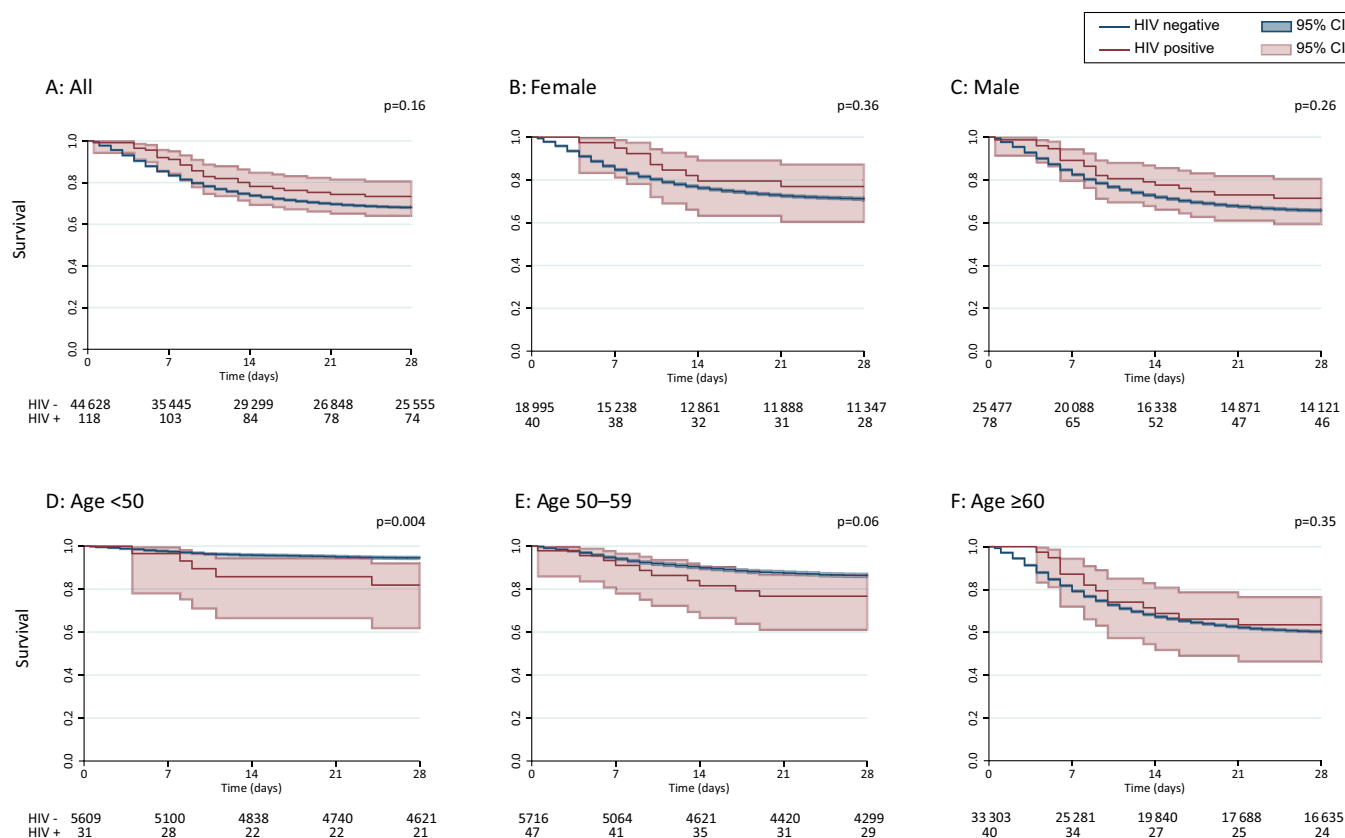 HIV negative 95% CI
HIV positive 95% CI
A: All
p=0.16
Survival
1.0
0.8
0.6
0.4
0.2
0.0
0 7 14 21 28
Time (days)
HIV - 44 628 35 445 29 299 26 848 25 555
HIV + 118 103 84 78 74
B: Female
p=0.36
1.0
0.8
0.6
0.4
0.2
0.0
0 7 14 21 28
Time (days)
18 995 15 238 12 861 11 888 11 347
40 38 32 31 28
C: Male
p=0.26
1.0
0.8
0.6
0.4
0.2
0.0
0 7 14 21 28
Time (days)
25 477 20 088 16 338 14 871 14 121
78 65 52 47 46
D: Age <50
p=0.004
Survival
1.0
0.8
0.6
0.4
0.2
0.0
0 7 14 21 28
Time (days)
HIV - 5609 5100 4838 4740 4621
HIV + 31 28 22 22 21
E: Age 50–59
p=0.06
1.0
0.8
0.6
0.4
0.2
0.0
0 7 14 21 28
Time (days)
5716 5064 4621 4420 4299
47 41 35 31 29
F: Age ≥60
p=0.35
1.0
0.8
0.6
0.4
0.2
0.0
0 7 14 21 28
Time (days)
33 303 25 281 19 840 17 688 16 635
40 34 27 25 24